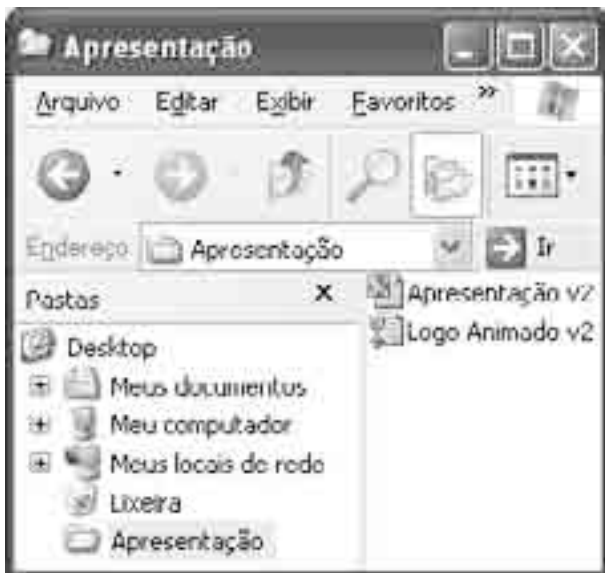 Apresentação
Arquivo Editar Exibir Favoritos »
Endereço Apresentação Ir
Pastas x
Apresentação v2
Logo Animado v2
Desktop
Meus documentos
Meu computador
Meus locais de rede
Lixeira
Apresentação